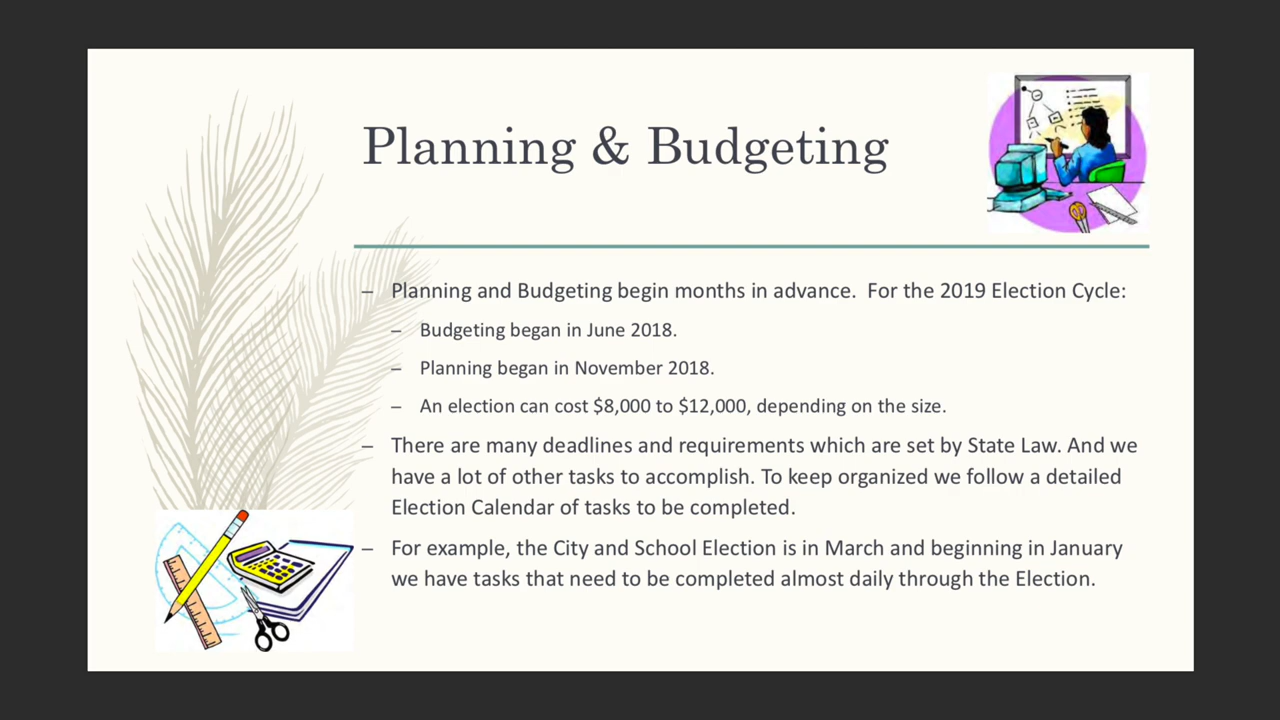 Planning & Budgeting
– Planning and Budgeting begin months in advance.  For the 2019 Election Cycle:
– Budgeting began in June 2018.
– Planning began in November 2018.
– An election can cost $8,000 to $12,000, depending on the size.
– There are many deadlines and requirements which are set by State Law. And we
have a lot of other tasks to accomplish. To keep organized we follow a detailed
Election Calendar of tasks to be completed.
– For example, the City and School Election is in March and beginning in January
we have tasks that need to be completed almost daily through the Election.